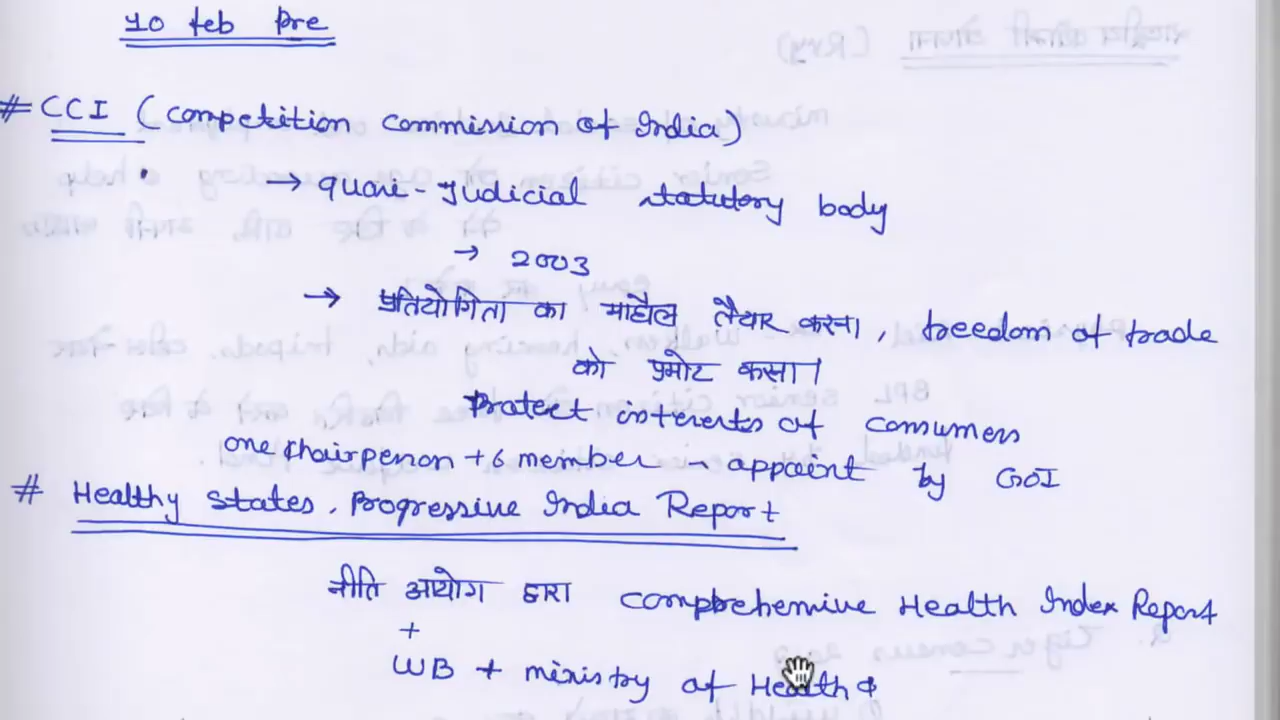 10 Feb Pre
# CCI (Competition Commission of India)
→ Quasi-Judicial statutory body
→ 2003
→ प्रतियोगिता का माहौल तैयार करना, freedom of trade
को प्रमोट करना।
Protect interests of consumers
one chairperson + 6 member - appoint by GOI
# Healthy States, Progressive India Report
नीति आयोग द्वारा Comprehensive Health Index Report
+
WB + ministry of Health &